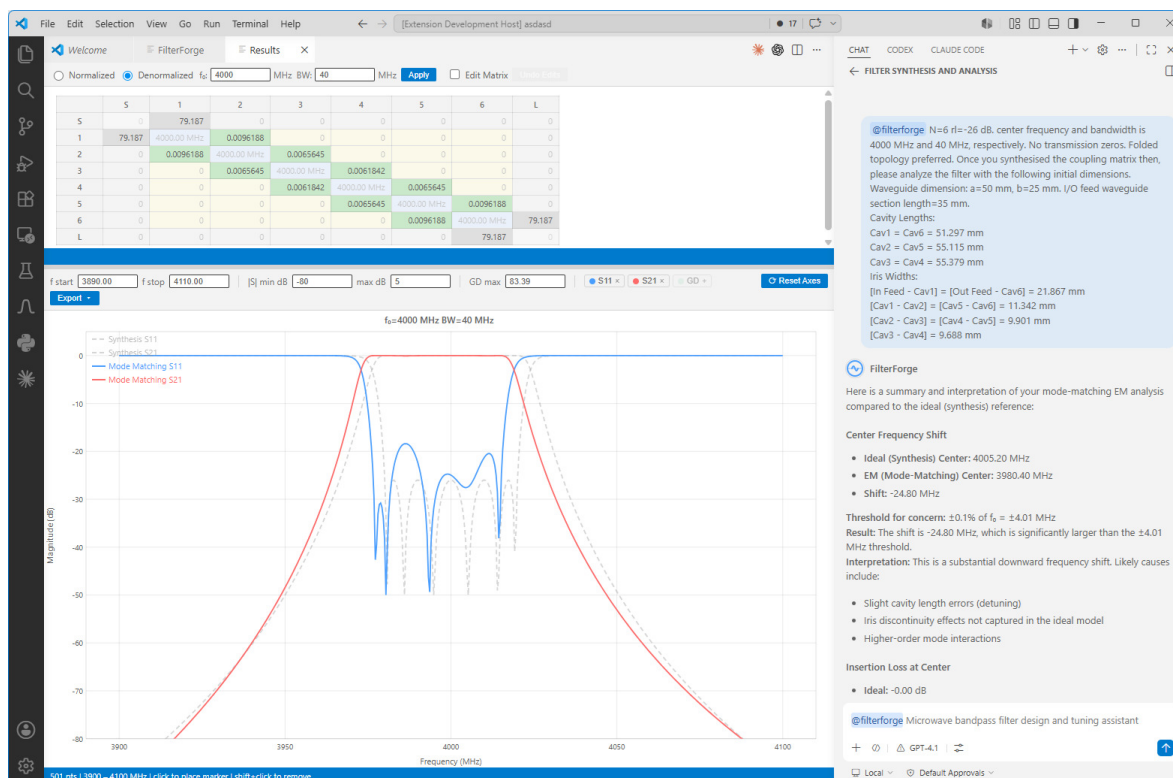 File Edit Selection View Go Run Terminal Help
[Extension Development Host] asdasd
17
Welcome
FilterForge
Results
Normalized Denormalized f₀: 4000 MHz BW: 40 MHz Apply Edit Matrix
S 1 2 3 4 5 6 L
S 0 79.187 0 0 0 0 0 0
1 79.187 4000.00 MHz 0.0096188 0 0 0 0 0
2 0 0.0096188 4000.00 MHz 0.0065645 0 0 0 0
3 0 0 0.0065645 4000.00 MHz 0.0061842 0 0 0
4 0 0 0 0.0061842 4000.00 MHz 0.0065645 0 0
5 0 0 0 0 0.0065645 4000.00 MHz 0.0096188 0
6 0 0 0 0 0 0.0096188 4000.00 MHz 79.187
L 0 0 0 0 0 0 79.187 0
f start 3890.00 f stop 4110.00 |S| min dB -80 max dB 5 GD max 83.39 S11 × S21 × GD + Reset Axes
Export
f₀=4000 MHz BW=40 MHz
Synthesis S11
Synthesis S21
Mode Matching S11
Mode Matching S21
0
-10
-20
-30
-40
-50
-60
-70
-80
Magnitude (dB)
3900 3950 4000 4050 4100
Frequency (MHz)
501 pts | 3900 – 4100 MHz | click to place marker | shift+click to remove
CHAT CODEX CLAUDE CODE
FILTER SYNTHESIS AND ANALYSIS
@filterforge N=6 rl=-26 dB. center frequency and bandwidth is
4000 MHz and 40 MHz, respectively. No transmission zeros. Folded
topology preferred. Once you synthesised the coupling matrix then,
please analyze the filter with the following initial dimensions.
Waveguide dimension: a=50 mm, b=25 mm. I/O feed waveguide
section length=35 mm.
Cavity Lengths:
Cav1 = Cav6 = 51.297 mm
Cav2 = Cav5 = 55.115 mm
Cav3 = Cav4 = 55.379 mm
Iris Widths:
[In Feed - Cav1] = [Out Feed - Cav6] = 21.867 mm
[Cav1 - Cav2] = [Cav5 - Cav6] = 11.342 mm
[Cav2 - Cav3] = [Cav4 - Cav5] = 9.901 mm
[Cav3 - Cav4] = 9.688 mm
FilterForge
Here is a summary and interpretation of your mode-matching EM analysis
compared to the ideal (synthesis) reference:
Center Frequency Shift
• Ideal (Synthesis) Center: 4005.20 MHz
• EM (Mode-Matching) Center: 3980.40 MHz
• Shift: -24.80 MHz
Threshold for concern: ±0.1% of f₀ = ±4.01 MHz
Result: The shift is -24.80 MHz, which is significantly larger than the ±4.01
MHz threshold.
Interpretation: This is a substantial downward frequency shift. Likely causes
include:
• Slight cavity length errors (detuning)
• Iris discontinuity effects not captured in the ideal model
• Higher-order mode interactions
Insertion Loss at Center
• Ideal: -0.00 dB
@filterforge Microwave bandpass filter design and tuning assistant
GPT-4.1
Local Default Approvals